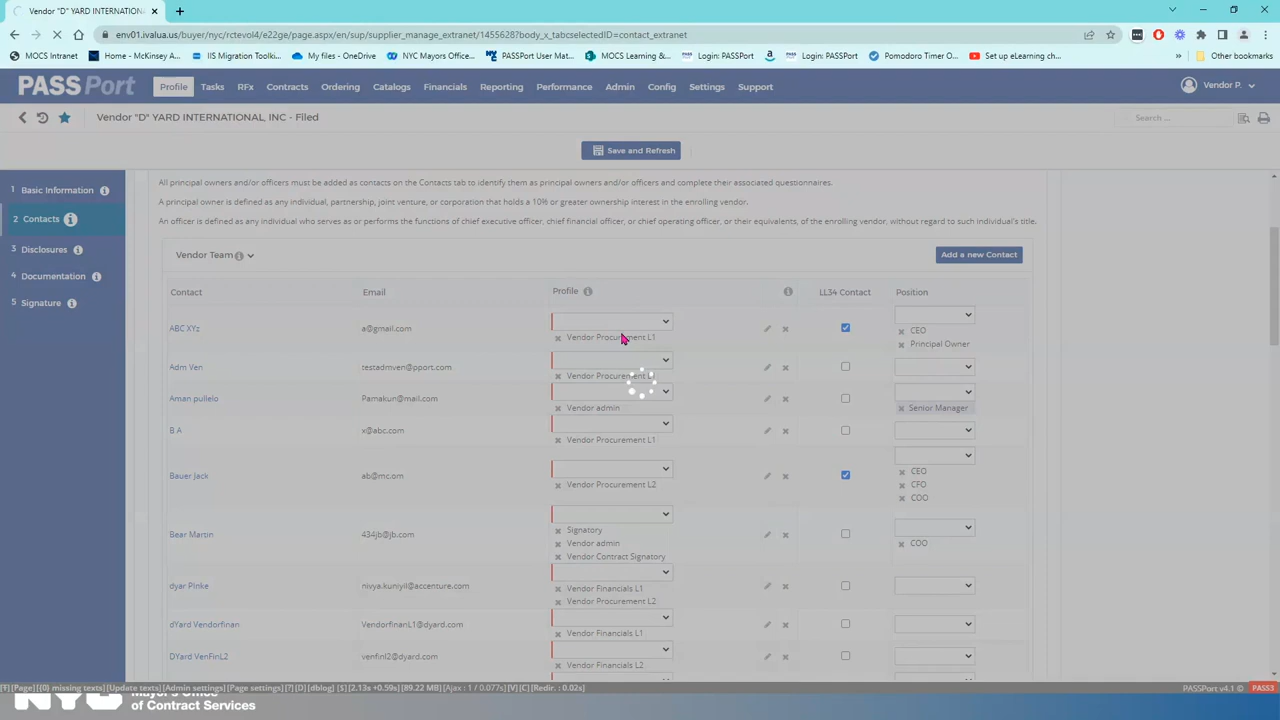 Vendor "D" YARD INTERNATIONAL, IN
env01.ivalua.us/buyer/nyc/rctevol4/e22ge/page.aspx/en/sup/supplier_manage_extranet/1455628?body_x_tabcselectedID=contact_extranet
MOCS Intranet Home - McKinsey A... IIS Migration Toolki... My files - OneDrive NYC Mayors Office... PASSPort User Mat... MOCS Learning &... Login: PASSPort Login: PASSPort Pomodoro Timer O... Set up eLearning ch... » Other bookmarks
PASSPort Profile Tasks RFx Contracts Ordering Catalogs Financials Reporting Performance Admin Config Settings Support Vendor P.
Vendor "D" YARD INTERNATIONAL, INC - Filed Search ...
Save and Refresh
1 Basic Information
2 Contacts
3 Disclosures
4 Documentation
5 Signature
All principal owners and/or officers must be added as contacts on the Contacts tab to identify them as principal owners and/or officers and complete their associated questionnaires.
A principal owner is defined as any individual, partnership, joint venture, or corporation that holds a 10% or greater ownership interest in the enrolling vendor.
An officer is defined as any individual who serves as or performs the functions of chief executive officer, chief financial officer, or chief operating officer, or their equivalents, of the enrolling vendor, without regard to such individual's title.
Vendor Team Add a new Contact
Contact Email Profile LL34 Contact Position
ABC XYz a@gmail.com Vendor Procurement L1 CEO
Principal Owner
Adm Ven testadmven@pport.com Vendor Procurement L1
Aman pullelo Pamakun@mail.com Vendor admin Senior Manager
B A x@abc.com Vendor Procurement L1
Bauer Jack ab@mc.om Vendor Procurement L2 CEO
CFO
COO
Bear Martin 434jb@jb.com Signatory COO
Vendor admin
Vendor Contract Signatory
dyar Pinke nivya.kuniyil@accenture.com Vendor Financials L1
Vendor Procurement L2
dYard Vendorfinan VendorfinanL1@dyard.com Vendor Financials L1
DYard VenFinL2 venfinl2@dyard.com Vendor Financials L2
[Page] [{0} missing texts] [Update texts] [Admin settings] [Page settings] [?] [D] [dblog] [S] [2.13s +0.59s] [89.22 MB] [Ajax : 1 / 0.077s] [V] [C] [Redir. : 0.02s] PASSPort v4.1 © PASS3
NYC Mayor's Office
of Contract Services